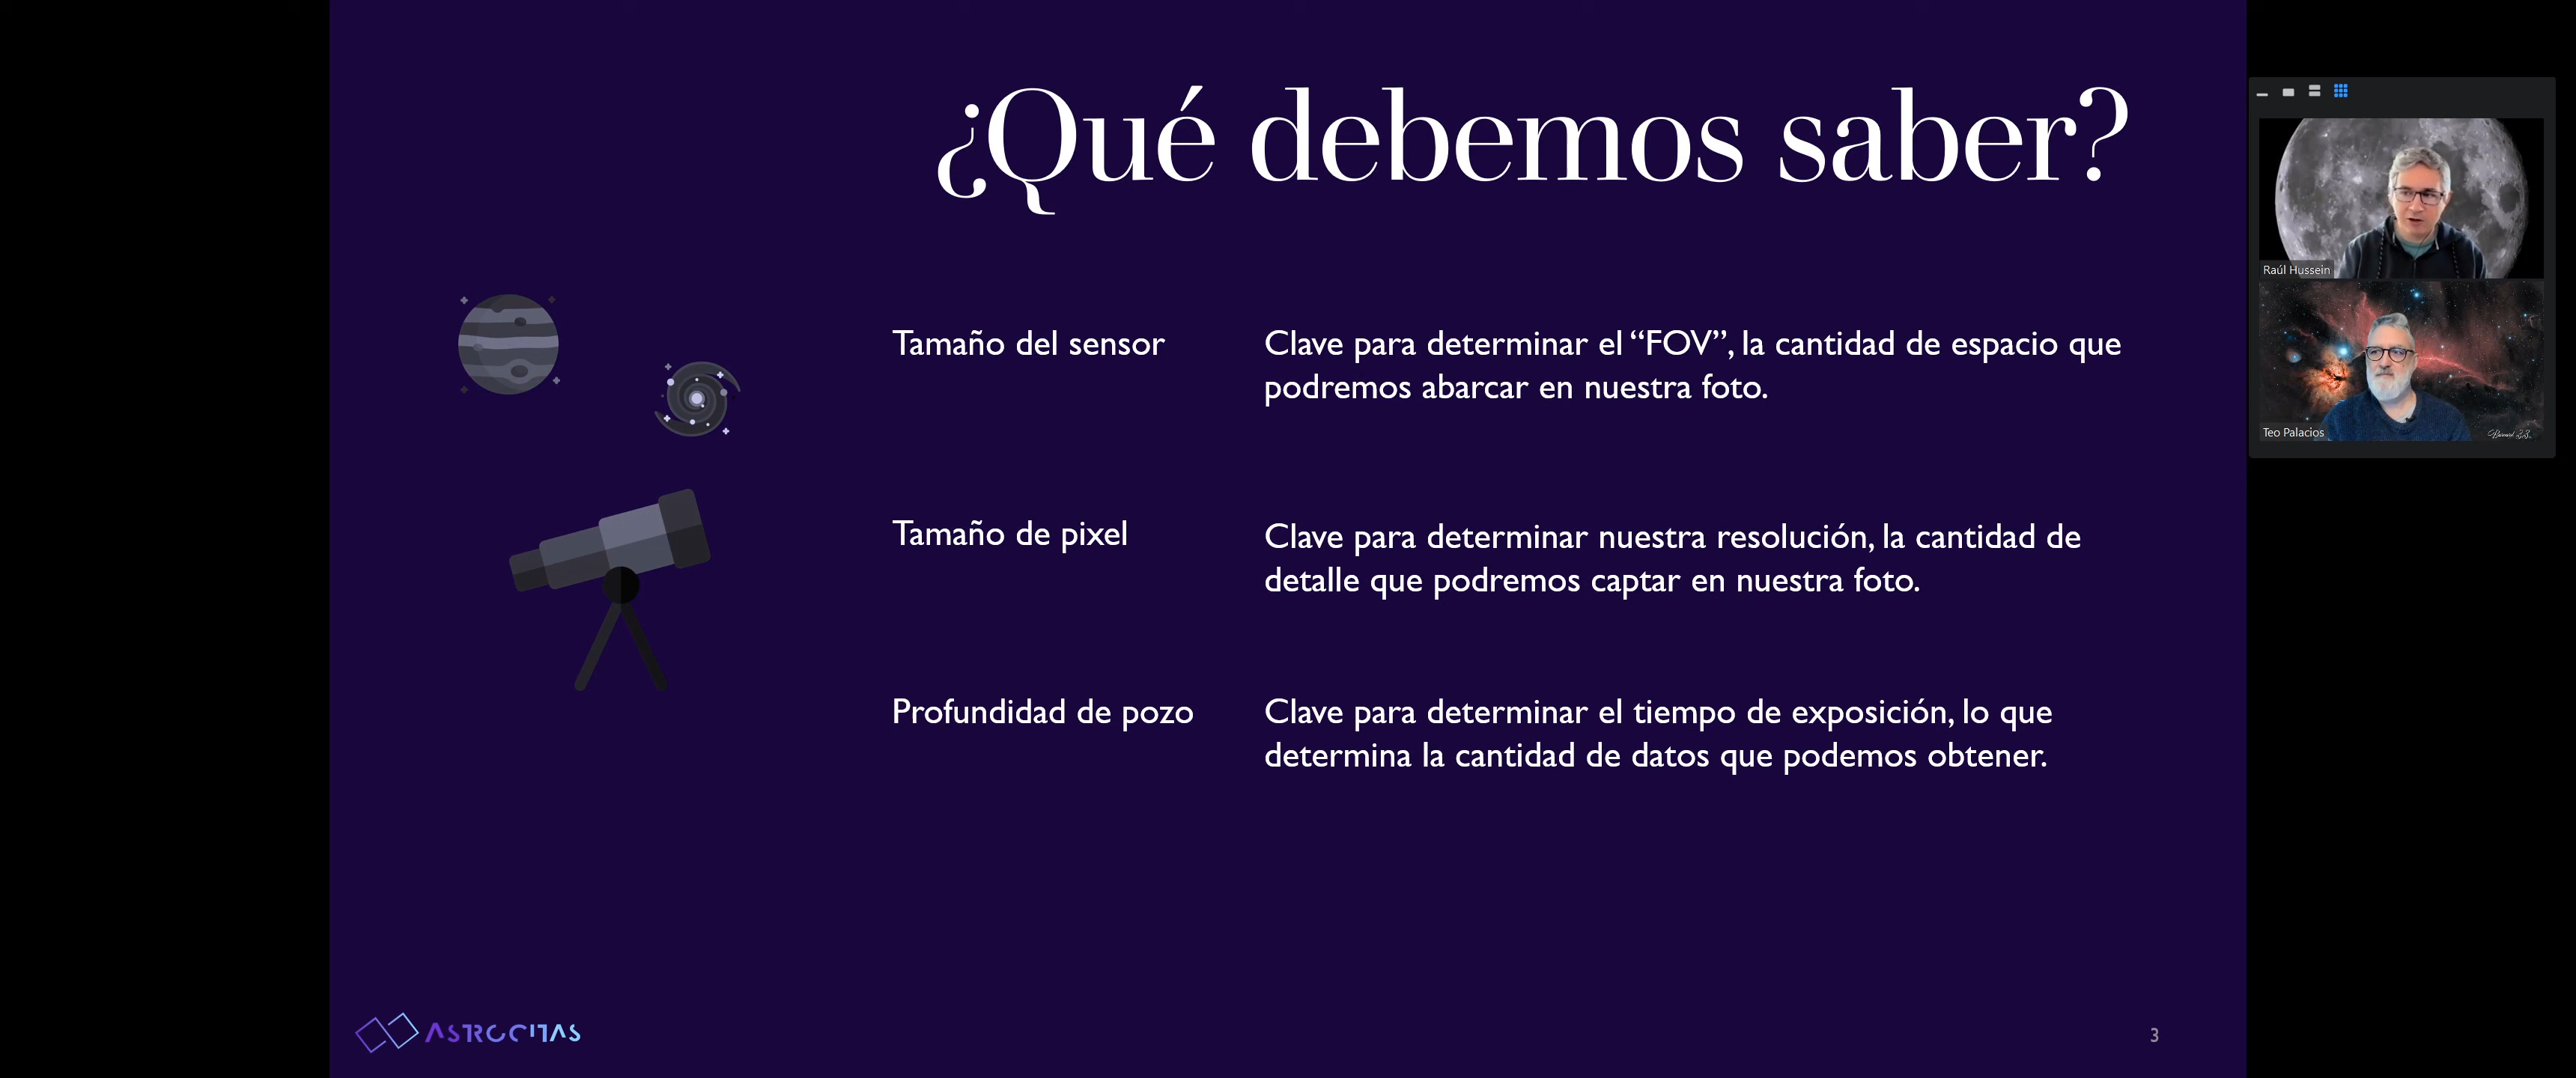 ¿Qué debemos saber?
Tamaño del sensor
Clave para determinar el “FOV”, la cantidad de espacio que
podremos abarcar en nuestra foto.
Tamaño de pixel
Clave para determinar nuestra resolución, la cantidad de
detalle que podremos captar en nuestra foto.
Profundidad de pozo
Clave para determinar el tiempo de exposición, lo que
determina la cantidad de datos que podemos obtener.
ASTROCITAS
3
Raúl Hussein
Teo Palacios
Barnard 33